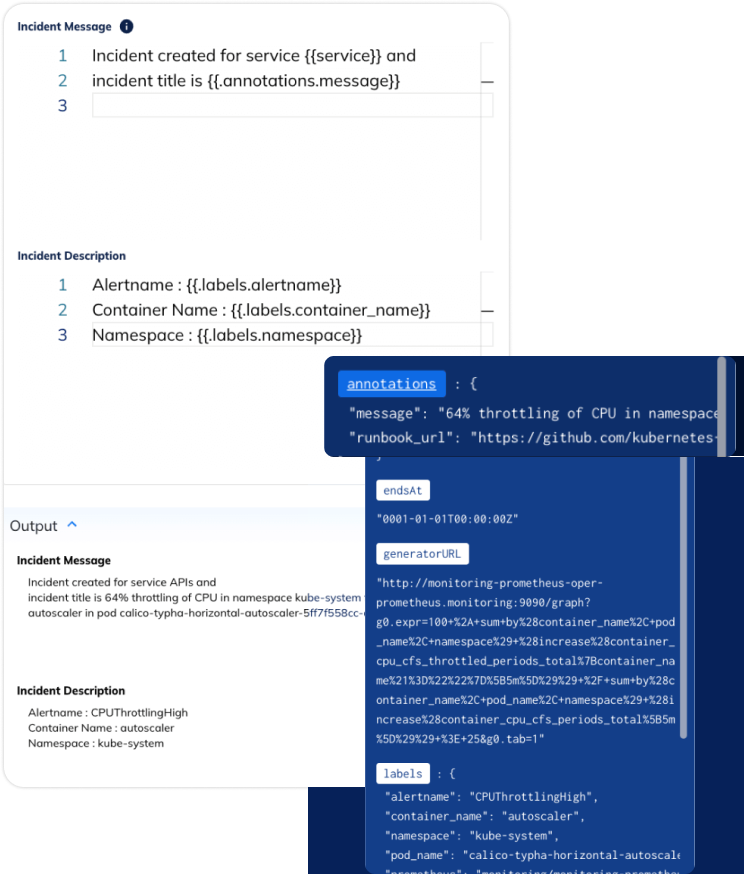 Incident Message
1 Incident created for service {{service}} and
2 incident title is {{.annotations.message}}
3
Incident Description
1 Alertname : {{.labels.alertname}}
2 Container Name : {{.labels.container_name}}
3 Namespace : {{.labels.namespace}}
annotations : {
"message": "64% throttling of CPU in namespace
"runbook_url": "https://github.com/kubernetes-
endsAt
"0001-01-01T00:00:00Z"
generatorURL
"http://monitoring-prometheus-oper-
prometheus.monitoring:9090/graph?
g0.expr=100+%2A+sum+by%28container_name%2C+pod
_name%2C+namespace%29+%28increase%28container_
cpu_cfs_throttled_periods_total%7Bcontainer_na
me%21%3D%22%22%7D%5B5m%5D%29%29+%2F+sum+by%28c
ontainer_name%2C+pod_name%2C+namespace%29+%28i
ncrease%28container_cpu_cfs_periods_total%5B5m
%5D%29%29+%3E+25&g0.tab=1"
labels : {
"alertname": "CPUThrottlingHigh",
"container_name": "autoscaler",
"namespace": "kube-system",
"pod_name": "calico-typha-horizontal-autoscale
"prometheus": "monitoring/monitoring-promethe
Output
Incident Message
Incident created for service APIs and
incident title is 64% throttling of CPU in namespace kube-system
autoscaler in pod calico-typha-horizontal-autoscaler-5ff7f558cc-
Incident Description
Alertname : CPUThrottlingHigh
Container Name : autoscaler
Namespace : kube-system